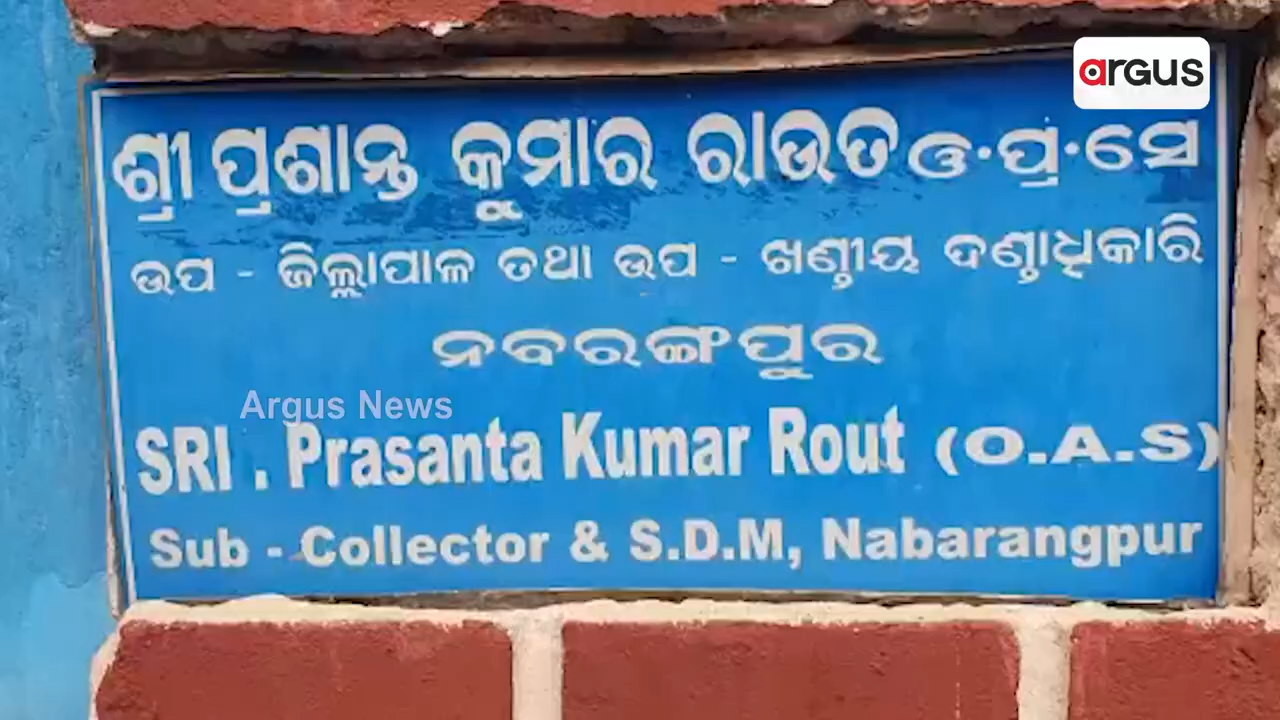 argus
ଶ୍ରୀ ପ୍ରଶାନ୍ତ କୁମାର ରାଉତ ଓ.ପ୍ର.ସେ
ଉପ - ଜିଲ୍ଲାପାଳ ତଥା ଉପ - ଖଣ୍ଡୀୟ ଦଣ୍ଡାଧିକାରି
ନବରଙ୍ଗପୁର
Argus News
SRI . Prasanta Kumar Rout (O.A.S)
Sub - Collector & S.D.M, Nabarangpur